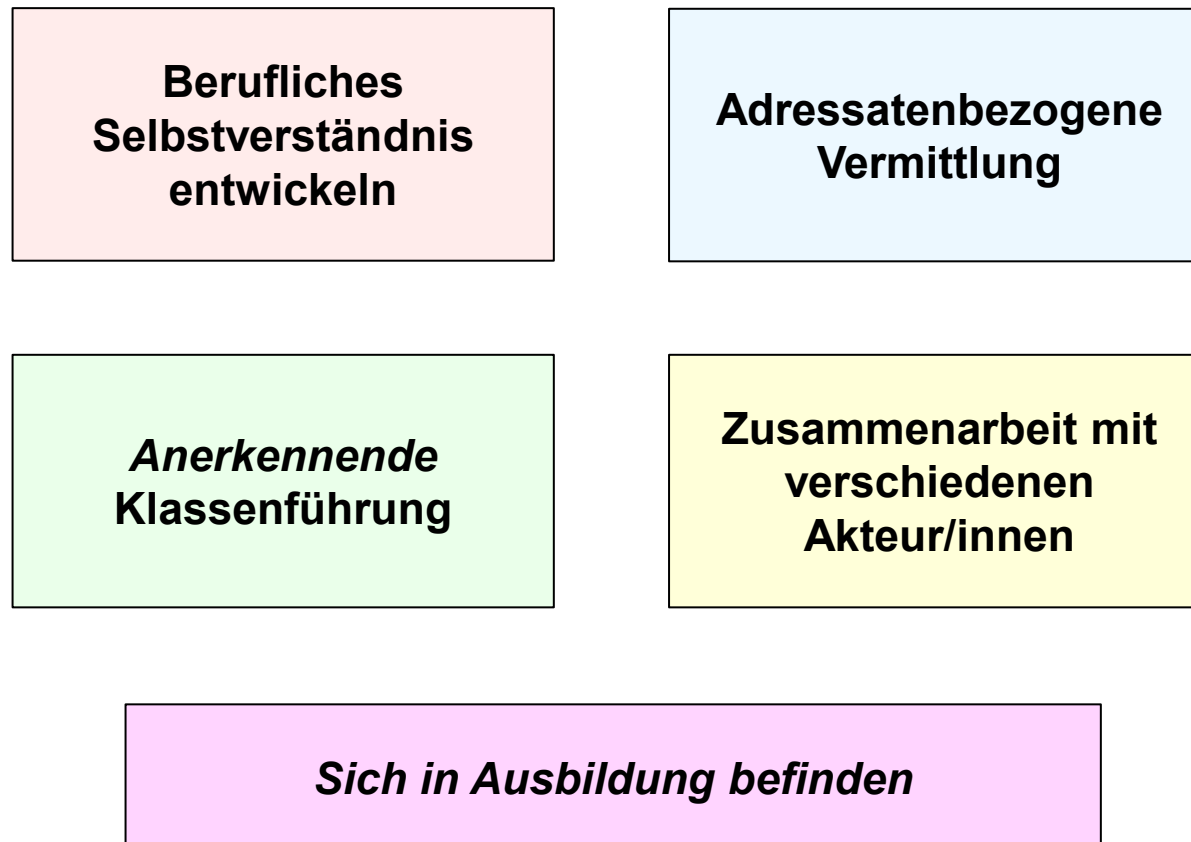 Berufliches
Selbstverständnis
entwickeln
Adressatenbezogene
Vermittlung
Anerkennende
Klassenführung
Zusammenarbeit mit
verschiedenen
Akteur/innen
Sich in Ausbildung befinden